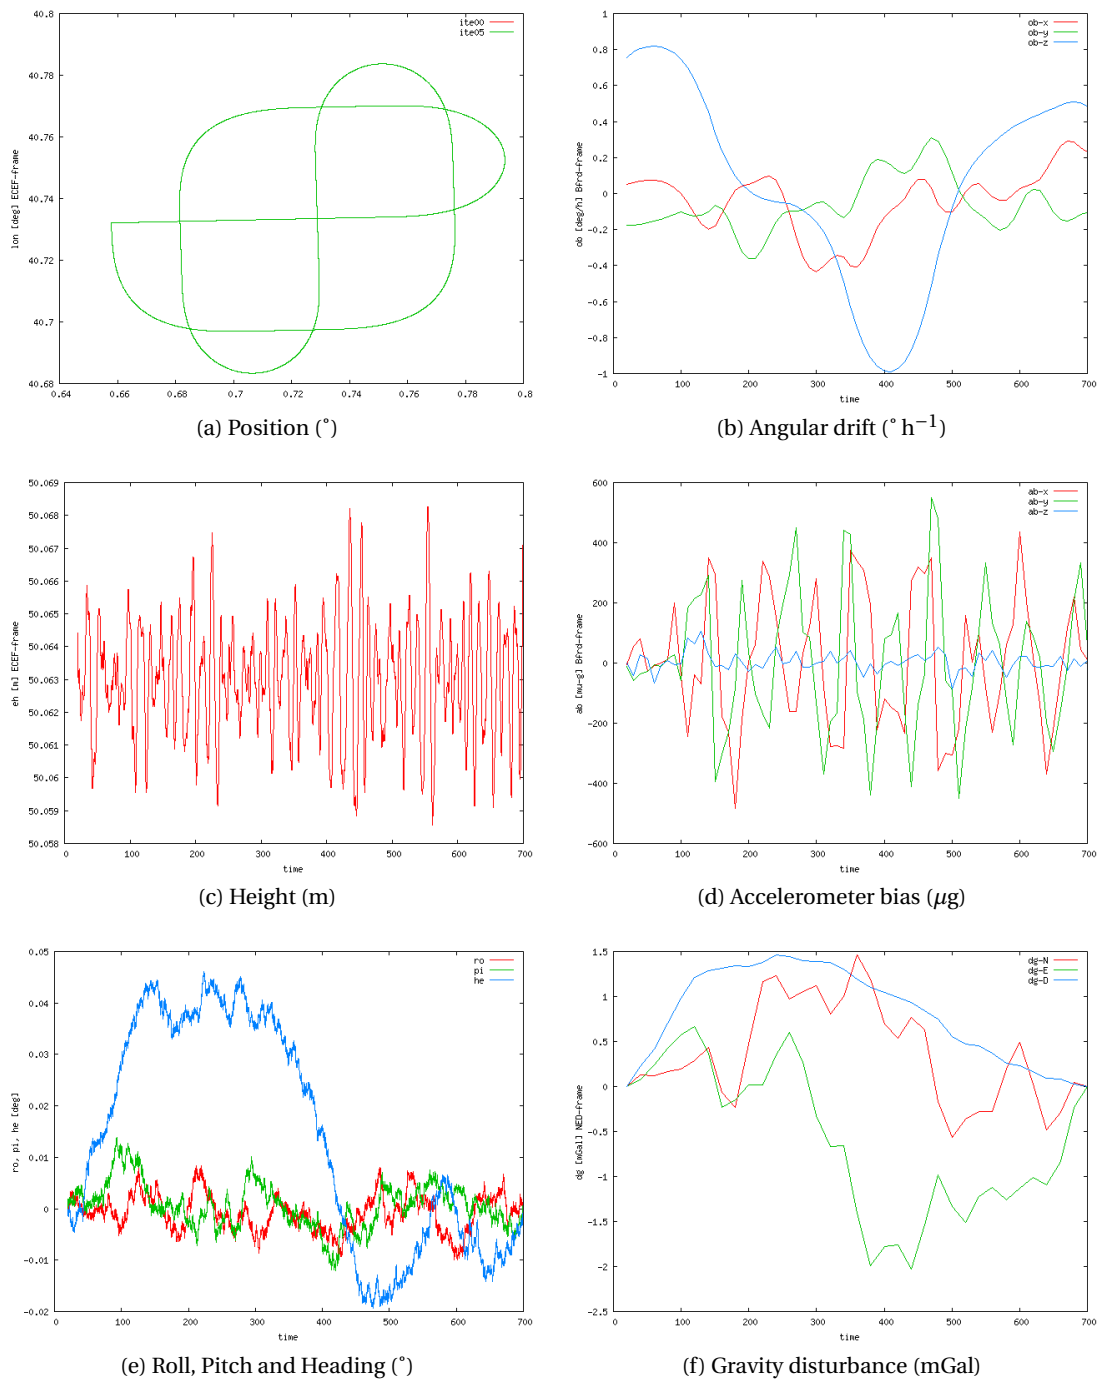 40.8
40.78
40.76
40.74
40.72
40.7
40.68
lon [deg] ECEF-frame
ite00
ite05
0.64 0.66 0.68 0.7 0.72 0.74 0.76 0.78 0.8
(a) Position (°)
1
0.8
0.6
0.4
0.2
0
-0.2
-0.4
-0.6
-0.8
-1
ob [deg/h] Bfrd-frame
ob-x
ob-y
ob-z
0 100 200 300 400 500 600 700
time
(b) Angular drift (° h−1)
50.069
50.068
50.067
50.066
50.065
50.064
50.063
50.062
50.061
50.06
50.059
50.058
eh [m] ECEF-frame
0 100 200 300 400 500 600 700
time
(c) Height (m)
600
400
200
0
-200
-400
-600
ab [mu-g] Bfrd-frame
ab-x
ab-y
ab-z
0 100 200 300 400 500 600 700
time
(d) Accelerometer bias (μg)
0.05
0.04
0.03
0.02
0.01
0
-0.01
-0.02
ro, pi, he [deg]
ro
pi
he
0 100 200 300 400 500 600 700
time
(e) Roll, Pitch and Heading (°)
1.5
1
0.5
0
-0.5
-1
-1.5
-2
-2.5
dg [mGal] NED-frame
dg-N
dg-E
dg-D
0 100 200 300 400 500 600 700
time
(f) Gravity disturbance (mGal)